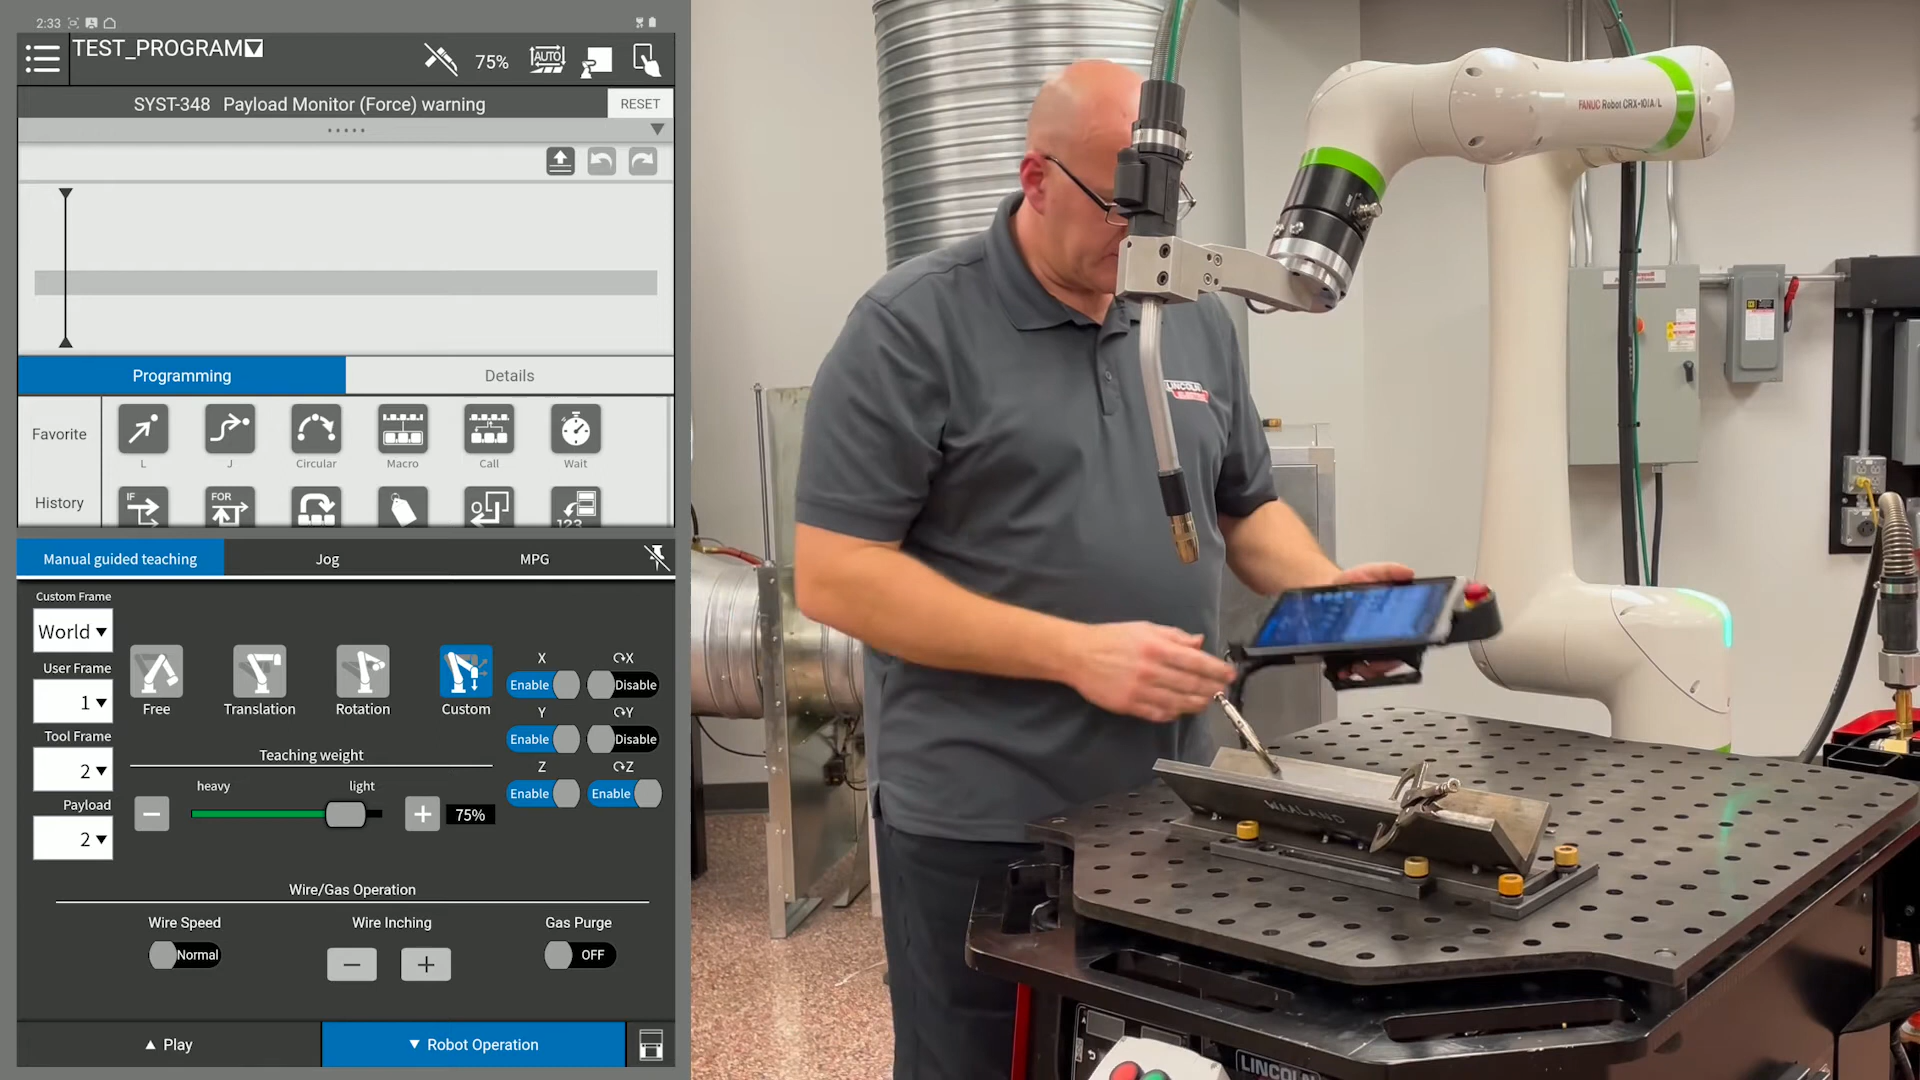 2:33
TEST_PROGRAM
75%
AUTO
SYST-348 Payload Monitor (Force) warning
RESET
Programming
Details
Favorite
L
J
Circular
Macro
Call
Wait
History
IF
FOR
123
Manual guided teaching
Jog
MPG
Custom Frame
World
User Frame
1
Tool Frame
2
Payload
2
Free
Translation
Rotation
Custom
X
X
Enable
Disable
Y
Y
Enable
Disable
Z
Z
Enable
Enable
Teaching weight
heavy
light
75%
Wire/Gas Operation
Wire Speed
Wire Inching
Gas Purge
Normal
OFF
Play
Robot Operation
FANUC Robot CRX-10iA/L
LINCOLN
ELECTRIC
LINCOLN